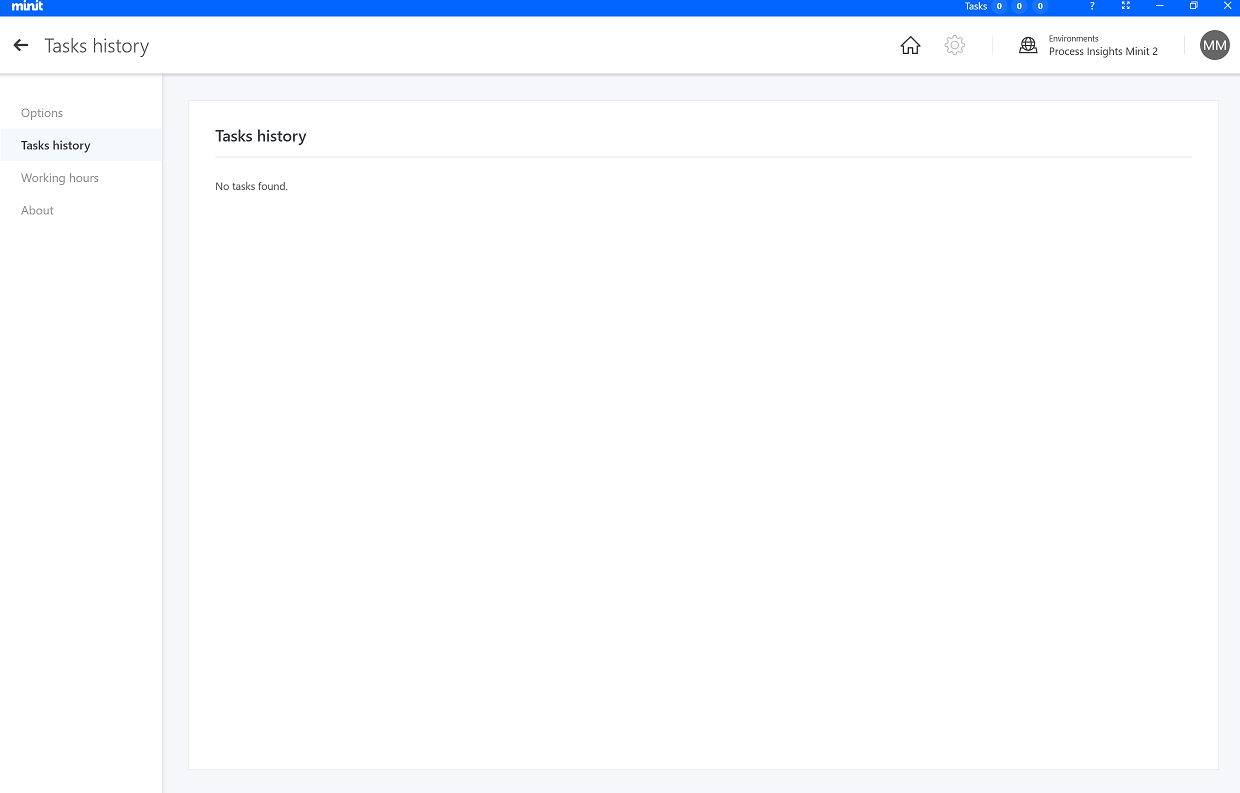 minit
Tasks 0 0 0 ?
Tasks history
Environments
Process Insights Minit 2
MM
Options
Tasks history
Working hours
About
Tasks history
No tasks found.